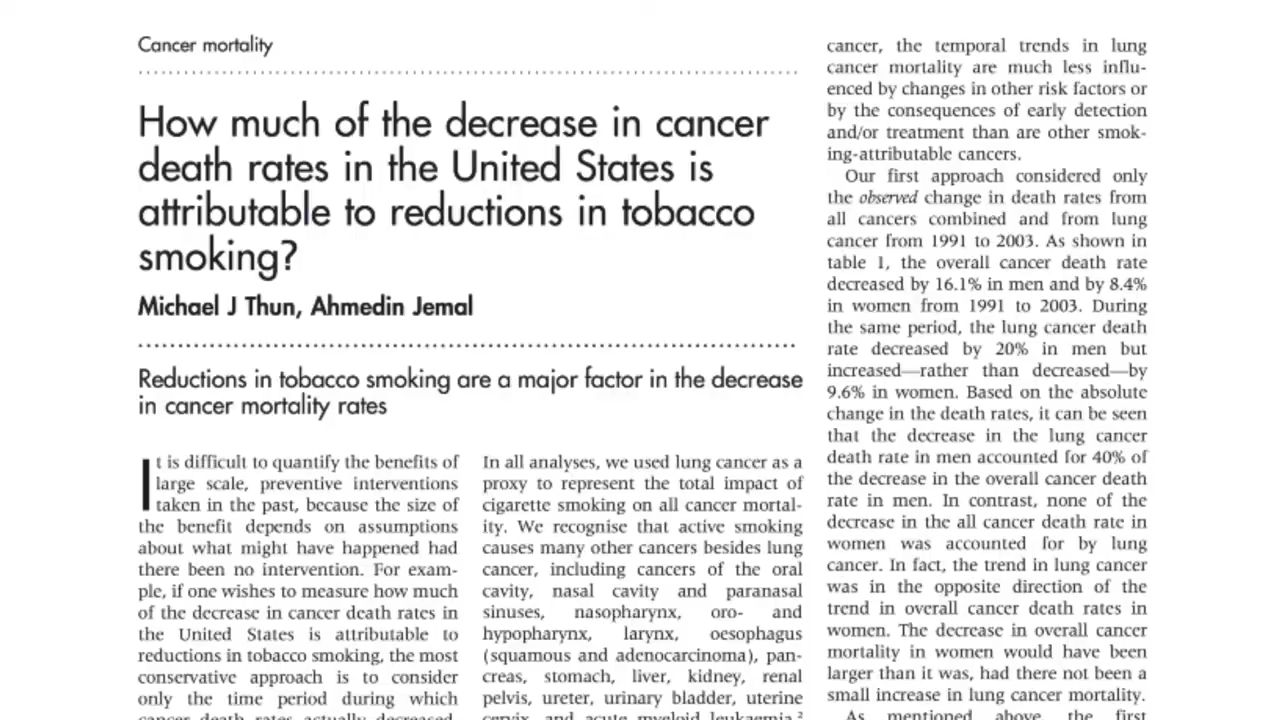 Cancer mortality
How much of the decrease in cancer
death rates in the United States is
attributable to reductions in tobacco
smoking?
Michael J Thun, Ahmedin Jemal
Reductions in tobacco smoking are a major factor in the decrease
in cancer mortality rates
It is difficult to quantify the benefits of
large scale, preventive interventions
taken in the past, because the size of
the benefit depends on assumptions
about what might have happened had
there been no intervention. For exam-
ple, if one wishes to measure how much
of the decrease in cancer death rates in
the United States is attributable to
reductions in tobacco smoking, the most
conservative approach is to consider
only the time period during which
cancer death rates actually decreased.
In all analyses, we used lung cancer as a
proxy to represent the total impact of
cigarette smoking on all cancer mortal-
ity. We recognise that active smoking
causes many other cancers besides lung
cancer, including cancers of the oral
cavity, nasal cavity and paranasal
sinuses, nasopharynx, oro- and
hypopharynx, larynx, oesophagus
(squamous and adenocarcinoma), pan-
creas, stomach, liver, kidney, renal
pelvis, ureter, urinary bladder, uterine
cervix, and acute myeloid leukaemia.²
cancer, the temporal trends in lung
cancer mortality are much less influ-
enced by changes in other risk factors or
by the consequences of early detection
and/or treatment than are other smok-
ing-attributable cancers.
Our first approach considered only
the observed change in death rates from
all cancers combined and from lung
cancer from 1991 to 2003. As shown in
table 1, the overall cancer death rate
decreased by 16.1% in men and by 8.4%
in women from 1991 to 2003. During
the same period, the lung cancer death
rate decreased by 20% in men but
increased—rather than decreased—by
9.6% in women. Based on the absolute
change in the death rates, it can be seen
that the decrease in the lung cancer
death rate in men accounted for 40% of
the decrease in the overall cancer death
rate in men. In contrast, none of the
decrease in the all cancer death rate in
women was accounted for by lung
cancer. In fact, the trend in lung cancer
was in the opposite direction of the
trend in overall cancer death rates in
women. The decrease in overall cancer
mortality in women would have been
larger than it was, had there not been a
small increase in lung cancer mortality.
As mentioned above, the first